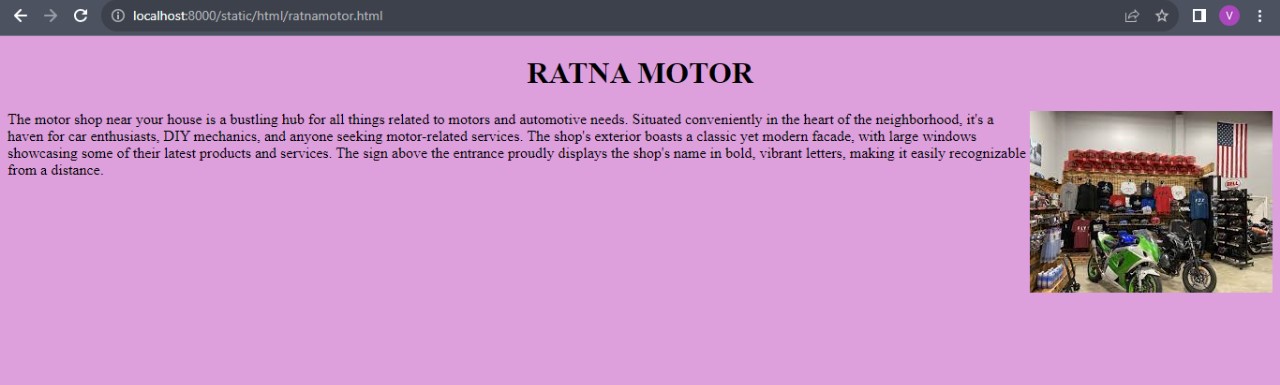 localhost:8000/static/html/ratnamotor.html
V
RATNA MOTOR
The motor shop near your house is a bustling hub for all things related to motors and automotive needs. Situated conveniently in the heart of the neighborhood, it's a
haven for car enthusiasts, DIY mechanics, and anyone seeking motor-related services. The shop's exterior boasts a classic yet modern facade, with large windows
showcasing some of their latest products and services. The sign above the entrance proudly displays the shop's name in bold, vibrant letters, making it easily recognizable
from a distance.
BELL